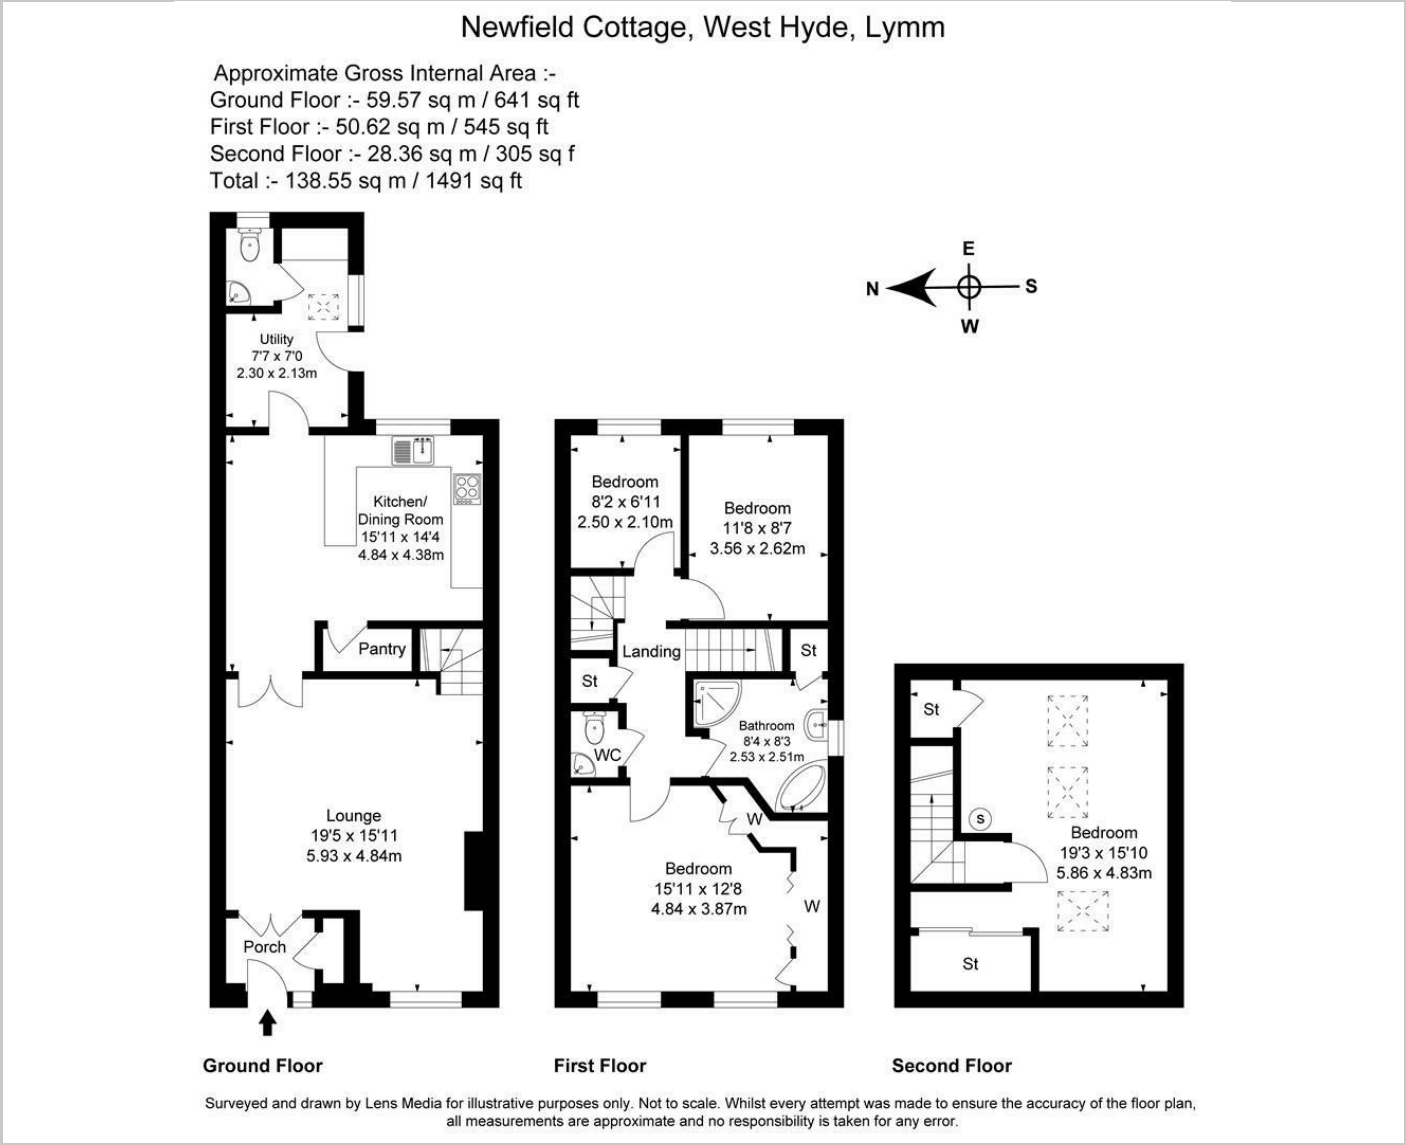 Newfield Cottage, West Hyde, Lymm
Approximate Gross Internal Area :-
Ground Floor :- 59.57 sq m / 641 sq ft
First Floor :- 50.62 sq m / 545 sq ft
Second Floor :- 28.36 sq m / 305 sq f
Total :- 138.55 sq m / 1491 sq ft
E
N
S
W
Utility
7'7 x 7'0
2.30 x 2.13m
Kitchen/
Dining Room
15'11 x 14'4
4.84 x 4.38m
Pantry
Lounge
19'5 x 15'11
5.93 x 4.84m
Porch
Bedroom
8'2 x 6'11
2.50 x 2.10m
Bedroom
11'8 x 8'7
3.56 x 2.62m
Landing
St
St
Bathroom
8'4 x 8'3
2.53 x 2.51m
WC
W
Bedroom
15'11 x 12'8
4.84 x 3.87m
W
St
S
Bedroom
19'3 x 15'10
5.86 x 4.83m
St
Ground Floor
First Floor
Second Floor
Surveyed and drawn by Lens Media for illustrative purposes only. Not to scale. Whilst every attempt was made to ensure the accuracy of the floor plan,
all measurements are approximate and no responsibility is taken for any error.